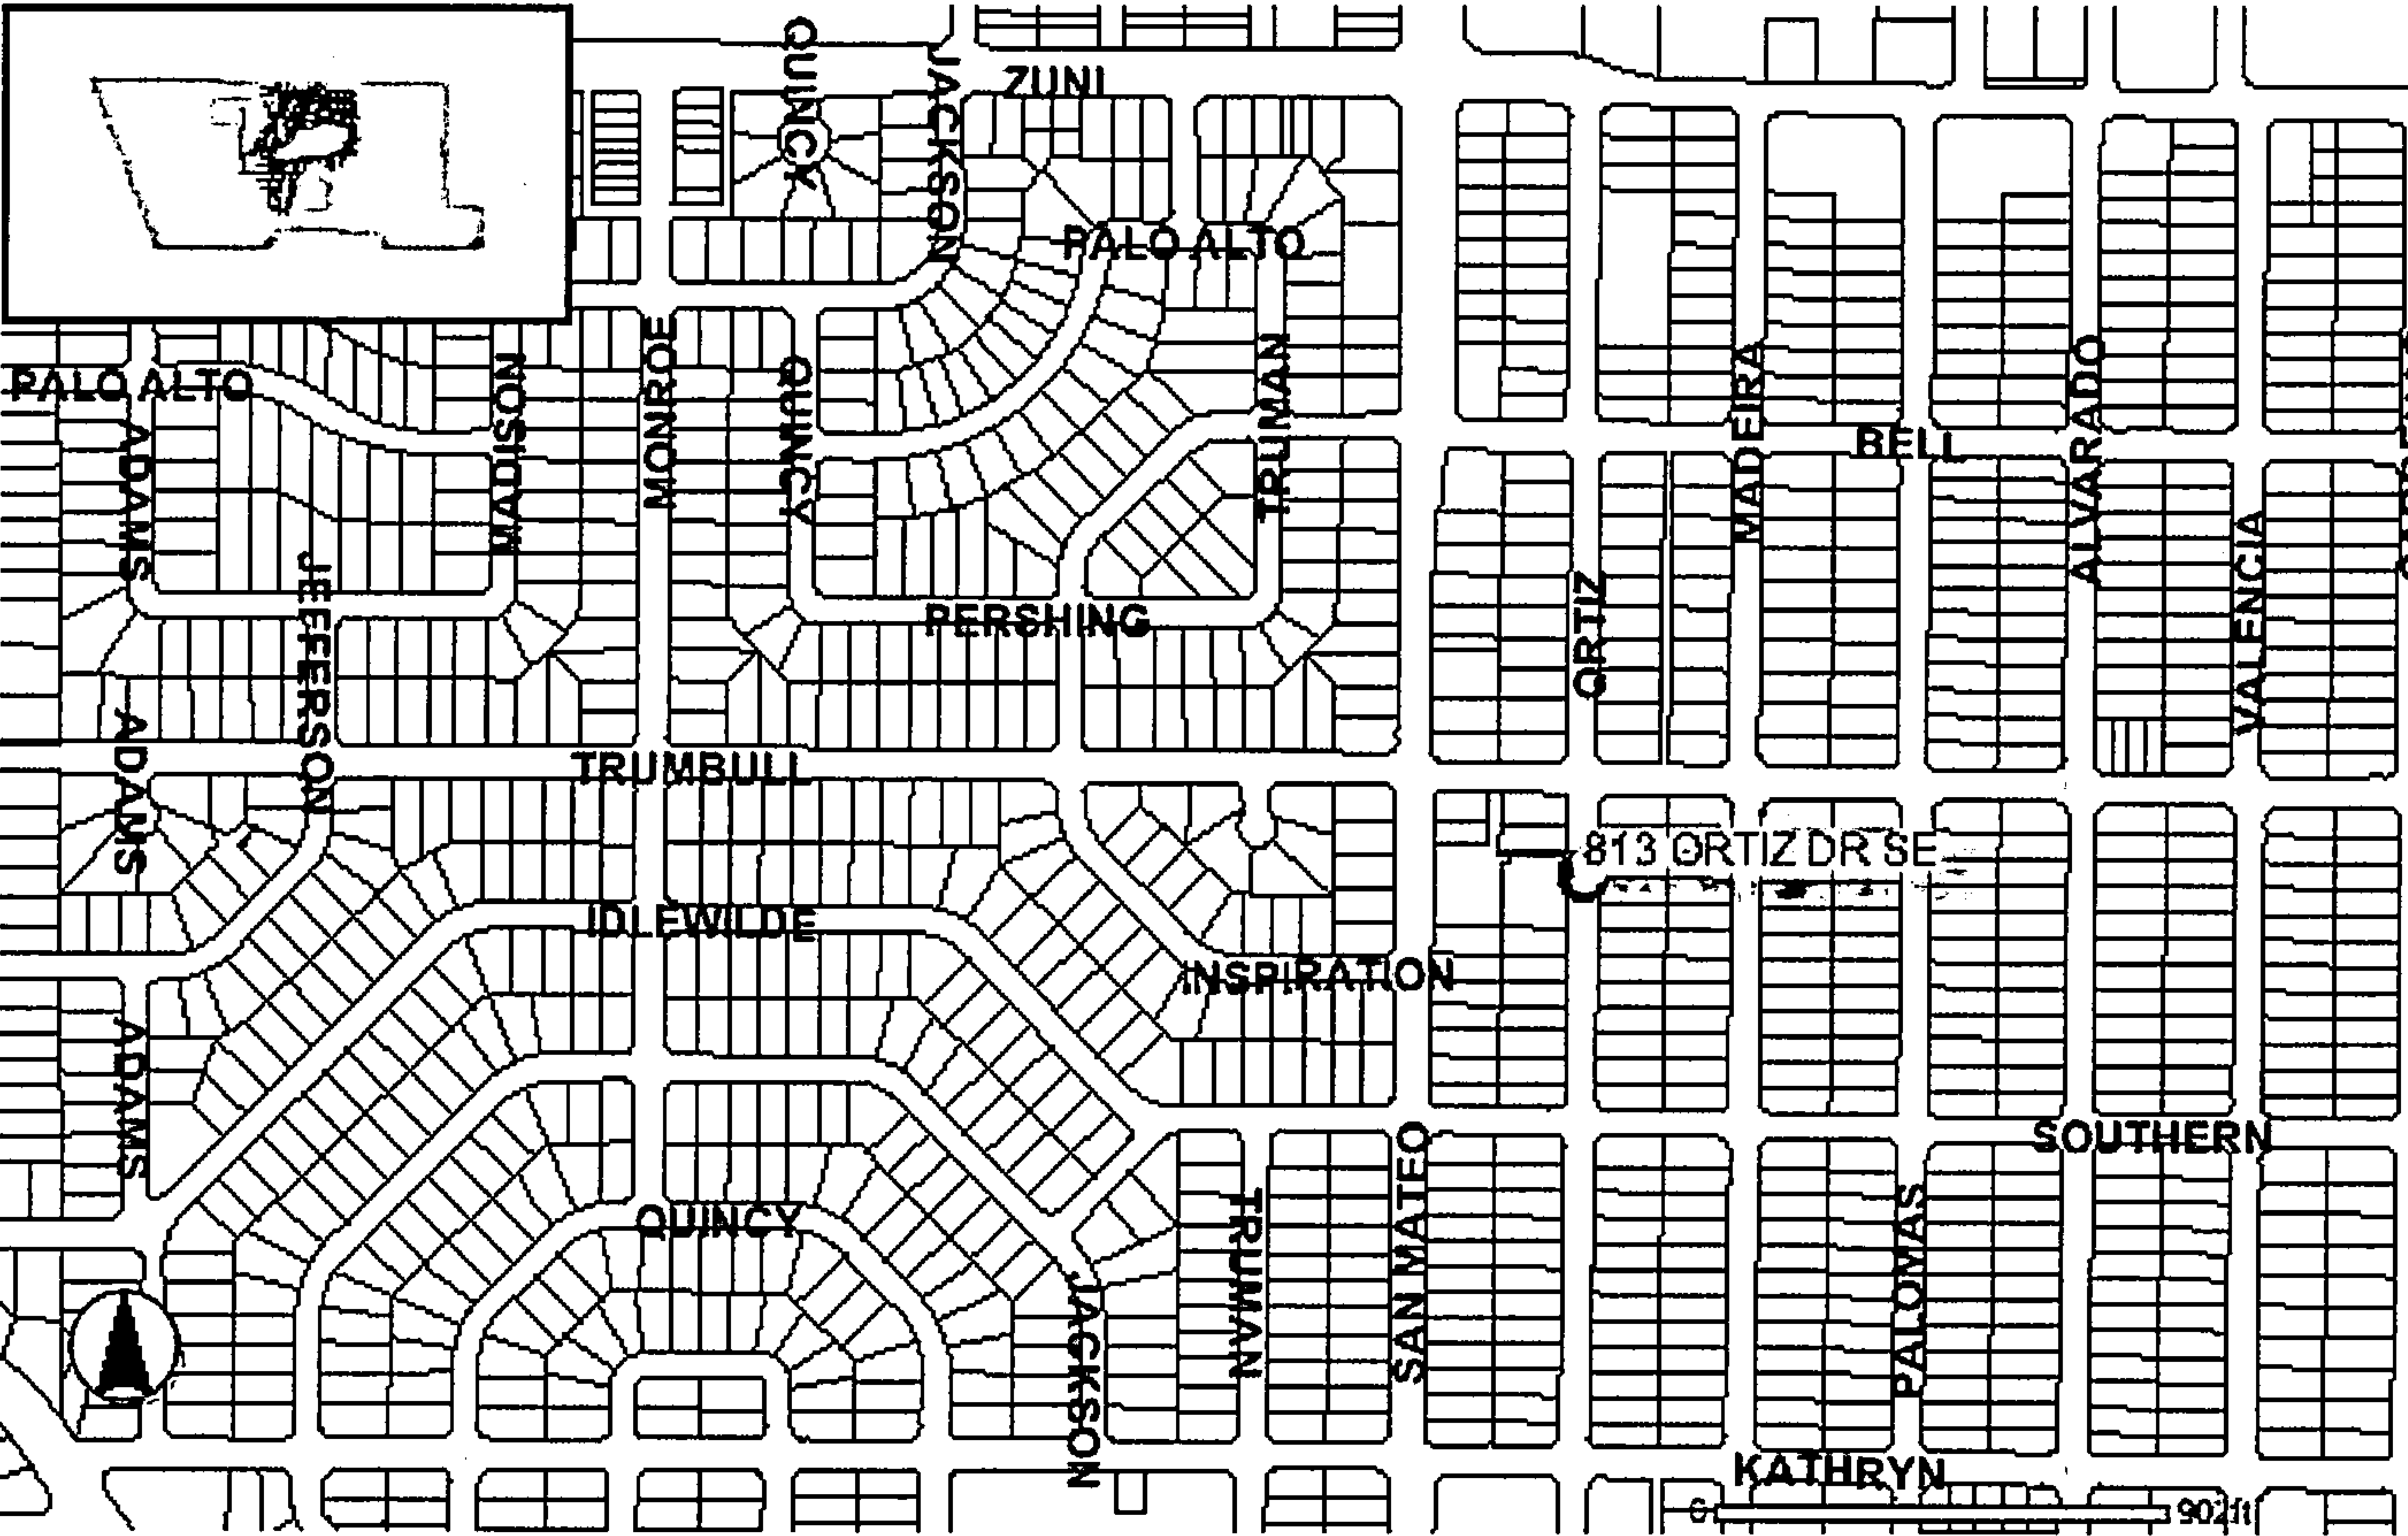 QUINCY
JACKSON
ZUNI
PALO ALTO
PALO ALTO
ADAMS
MADISON
MONROE
QUINCY
TRUMAN
MADEIRA
BELL
ALVARADO
JEFFERSON
PERSHING
ORTIZ
VALENCIA
ADAMS
TRUMBULL
813 ORTIZ DR SE
IDLEWILDE
INSPIRATION
ADAMS
SOUTHERN
QUINCY
TRUMAN
SAN MATEO
PALOMAS
JACKSON
KATHRYN
0 902ft